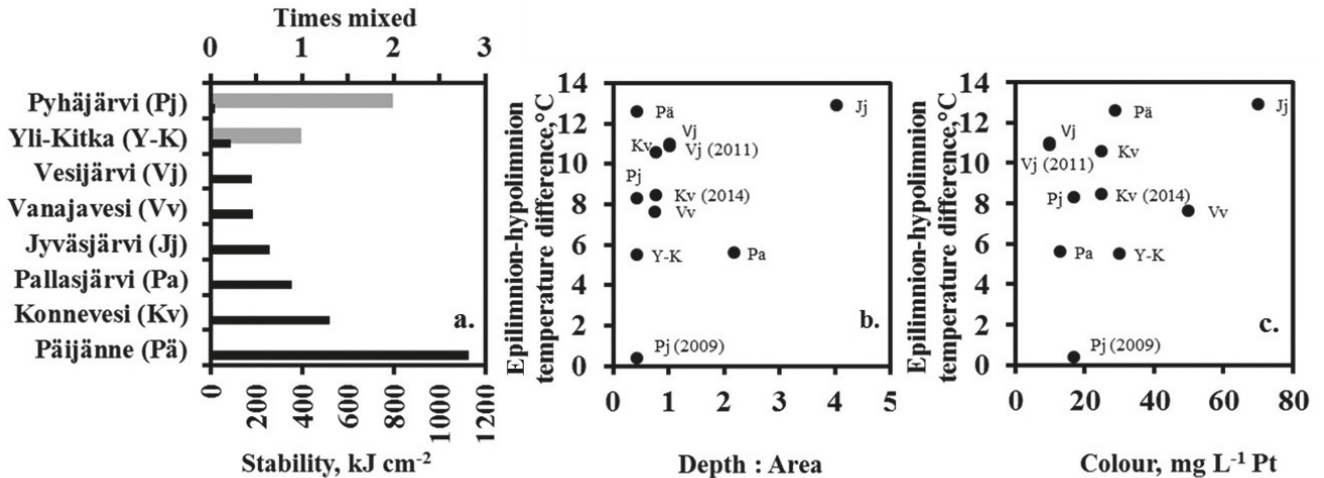 Times mixed
0 1 2 3
Pyhäjärvi (Pj)
Yli-Kitka (Y-K)
Vesijärvi (Vj)
Vanajavesi (Vv)
Jyväsjärvi (Jj)
Pallasjärvi (Pa)
Konnevesi (Kv)
Päijänne (Pä)
a.
0 200 400 600 800 1000 1200
Stability, kJ cm⁻²
Epilimnion-hypolimnion
temperature difference,°C
14
12
10
8
6
4
2
0
Pä
Jj
Vj
Kv
Vj (2011)
Pj
Kv (2014)
Vv
Y-K
Pa
Pj (2009)
b.
0 1 2 3 4 5
Depth : Area
Epilimnion-hypolimnion
temperature difference,°C
14
12
10
8
6
4
2
0
Pä
Jj
Vj
Vj (2011)
Kv
Pj
Kv (2014)
Vv
Pa
Y-K
Pj (2009)
c.
0 20 40 60 80
Colour, mg L⁻¹ Pt